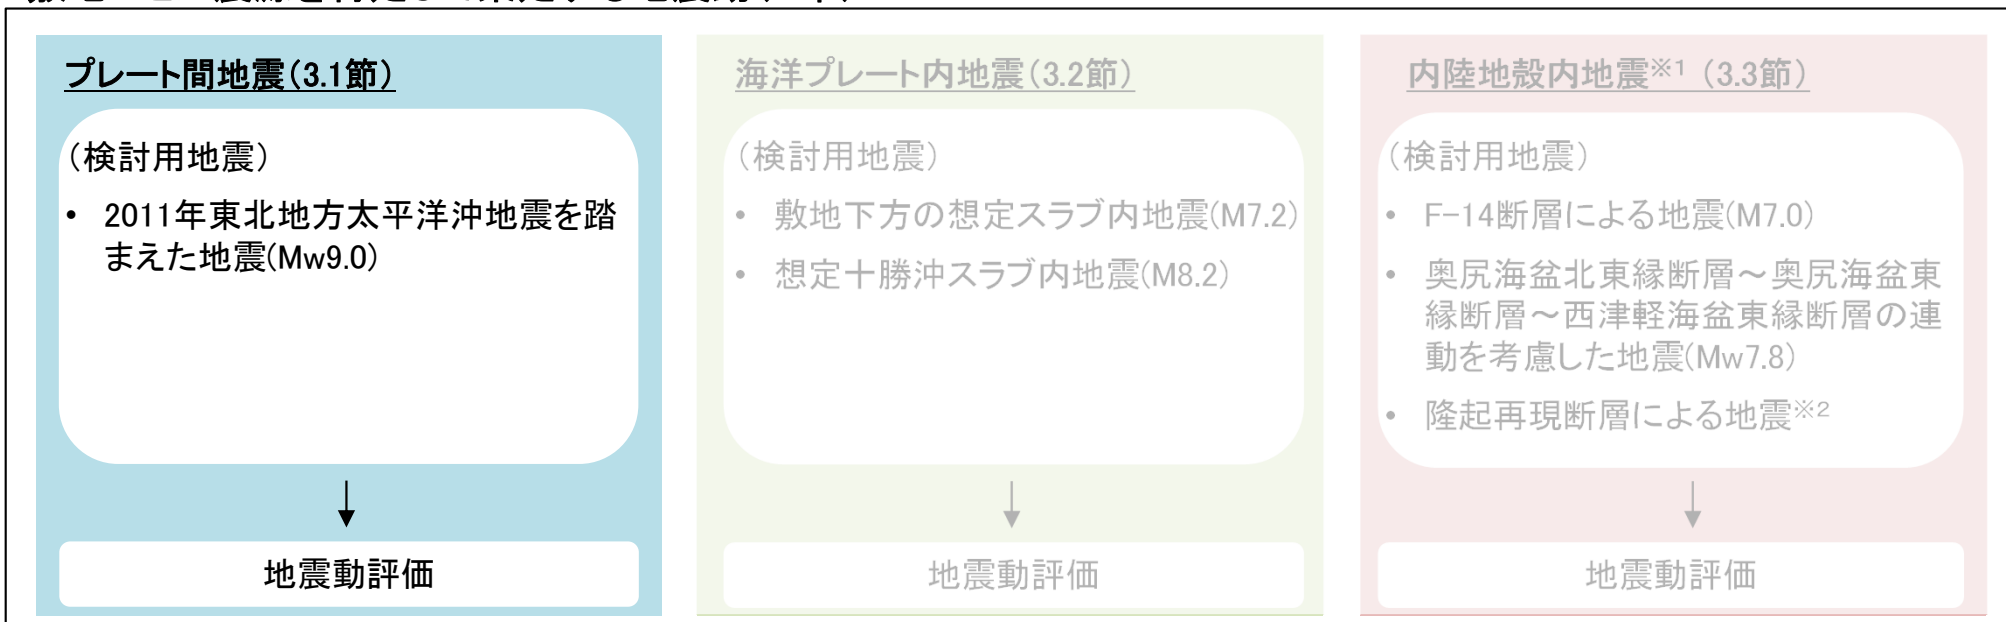 プレート間地震(3.1節)
(検討用地震)
• 2011年東北地方太平洋沖地震を踏
まえた地震(Mw9.0)
地震動評価
海洋プレート内地震(3.2節)
(検討用地震)
• 敷地下方の想定スラブ内地震(M7.2)
• 想定十勝沖スラブ内地震(M8.2)
地震動評価
内陸地殻内地震※1 (3.3節)
(検討用地震)
• F-14断層による地震(M7.0)
• 奥尻海盆北東縁断層～奥尻海盆東
縁断層～西津軽海盆東縁断層の連
動を考慮した地震(Mw7.8)
• 隆起再現断層による地震※2
地震動評価